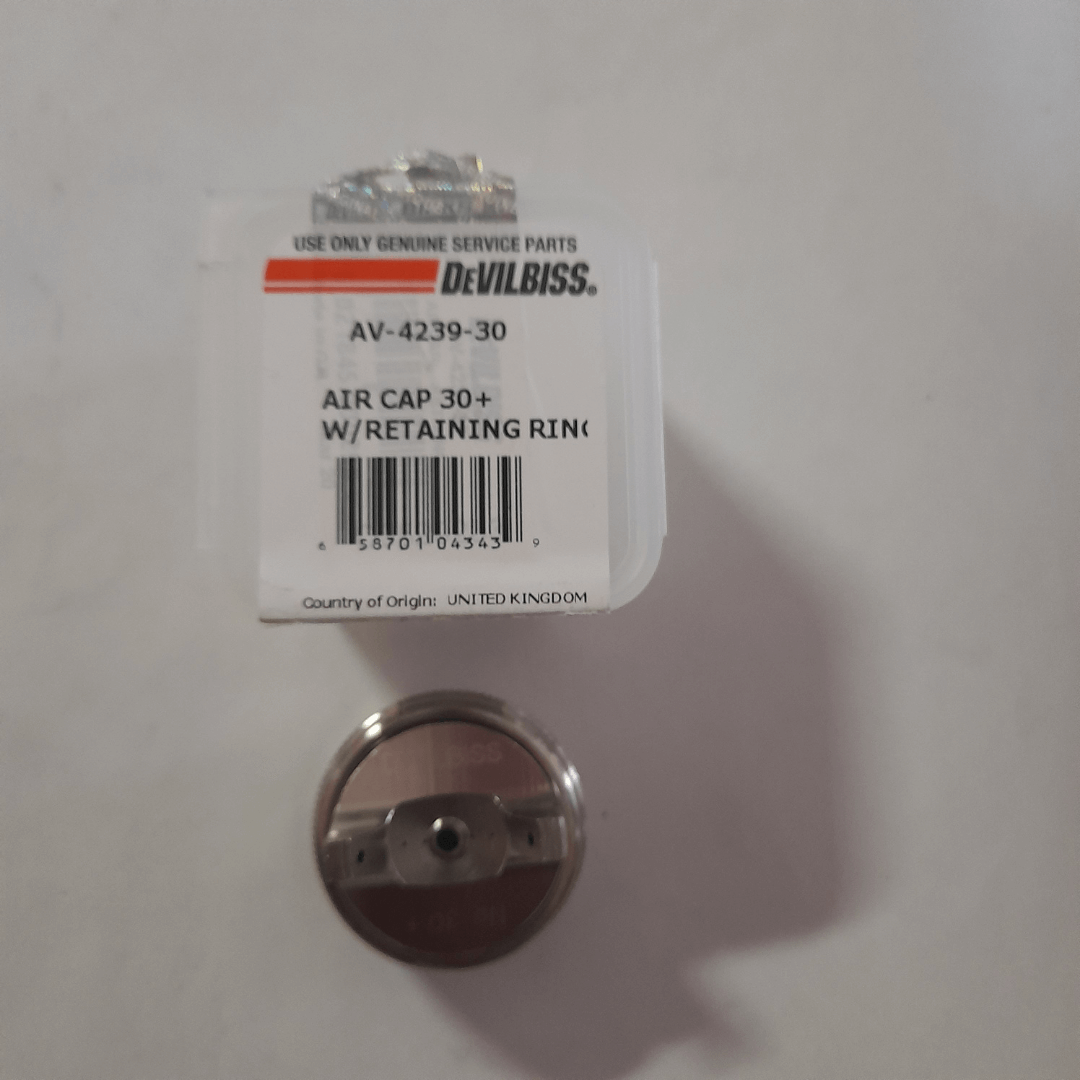 USE ONLY GENUINE SERVICE PARTS
DEVILBISS®
AV-4239-30
AIR CAP 30+
W/RETAINING RIN
6 58701 04343 9
Country of Origin: UNITED KINGDOM